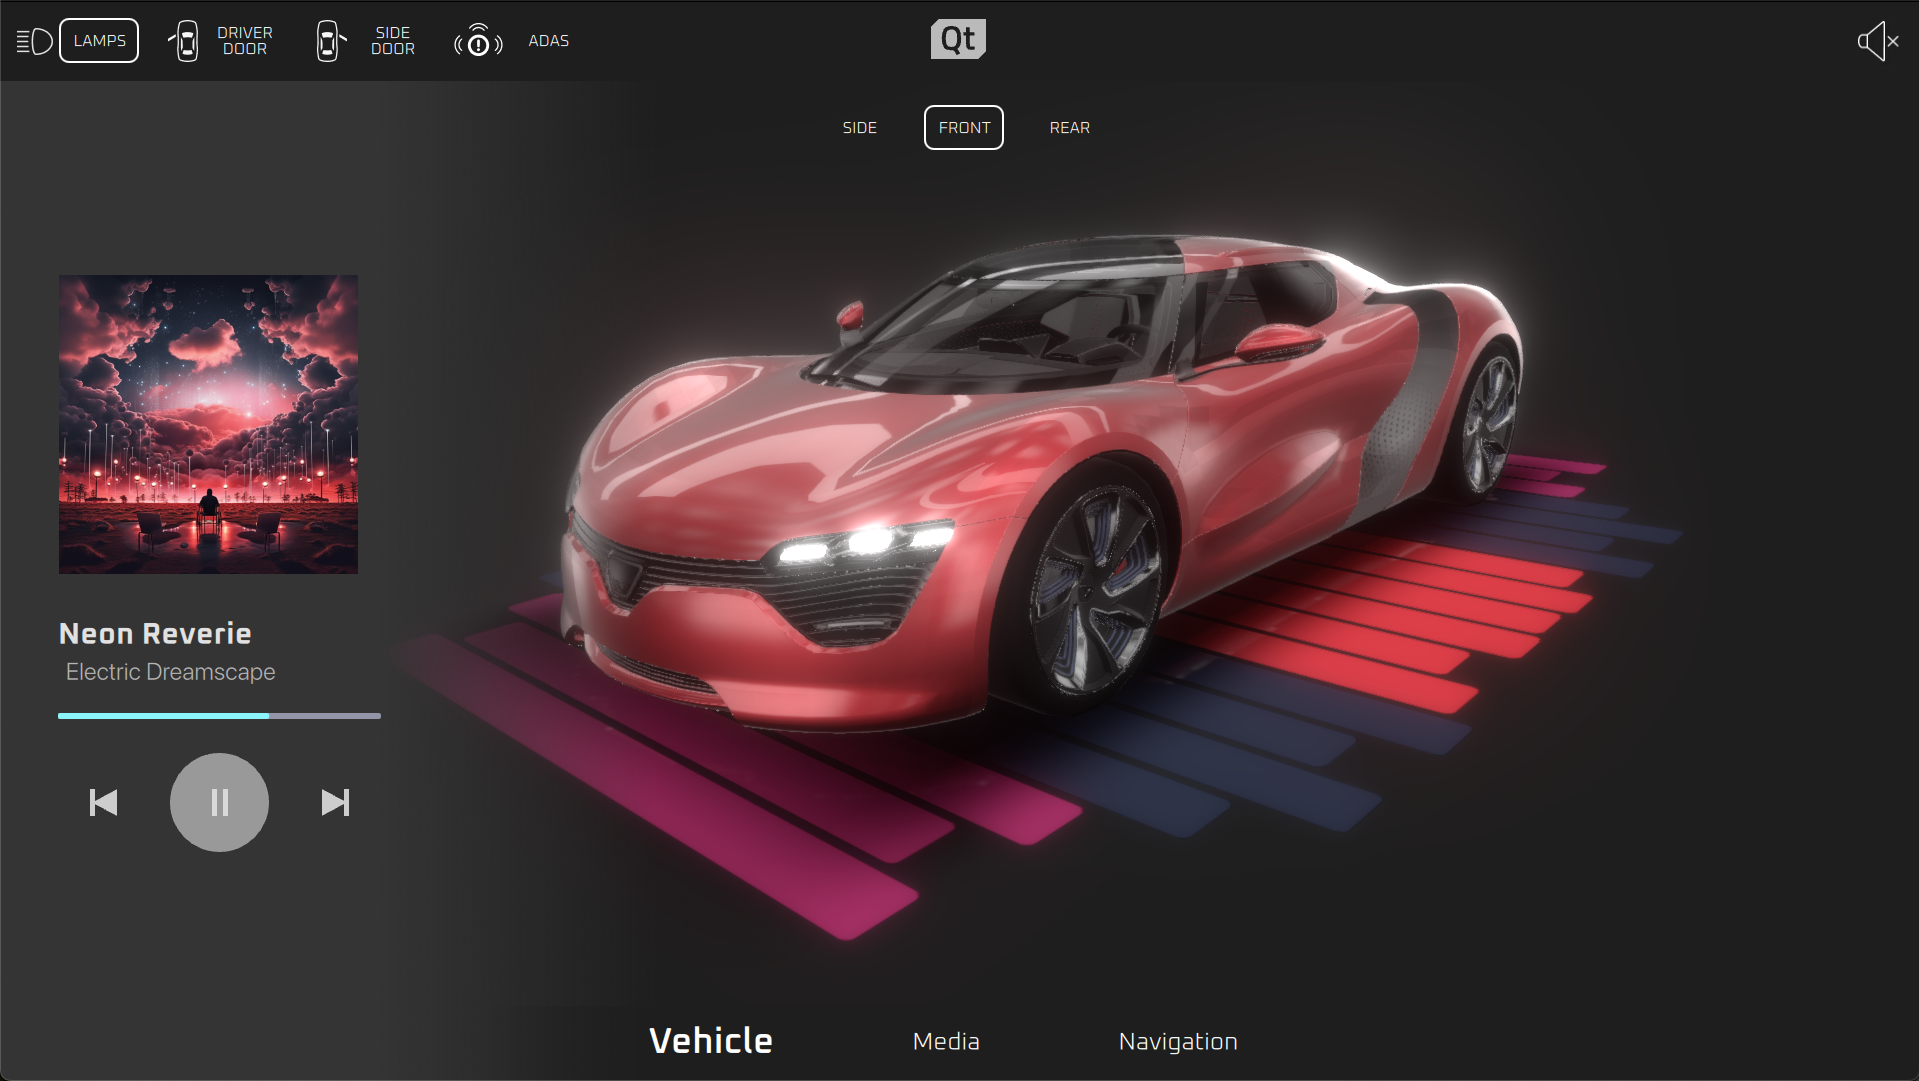 LAMPS
DRIVER
DOOR
SIDE
DOOR
ADAS
Qt
SIDE
FRONT
REAR
Neon Reverie
Electric Dreamscape
Vehicle
Media
Navigation